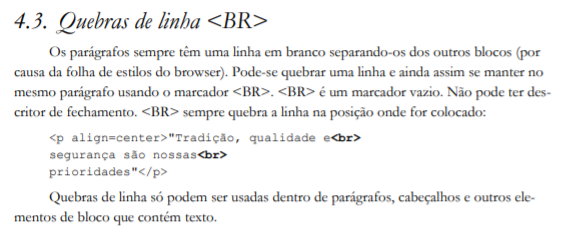 4.3. Quebras de linha <BR>
Os parágrafos sempre têm uma linha em branco separando-os dos outros blocos (por
causa da folha de estilos do browser). Pode-se quebrar uma linha e ainda assim se manter no
mesmo parágrafo usando o marcador <BR>. <BR> é um marcador vazio. Não pode ter des-
critor de fechamento. <BR> sempre quebra a linha na posição onde for colocado:
<p align=center>"Tradição, qualidade e<br>
segurança são nossas<br>
prioridades"</p>
Quebras de linha só podem ser usadas dentro de parágrafos, cabeçalhos e outros ele-
mentos de bloco que contém texto.